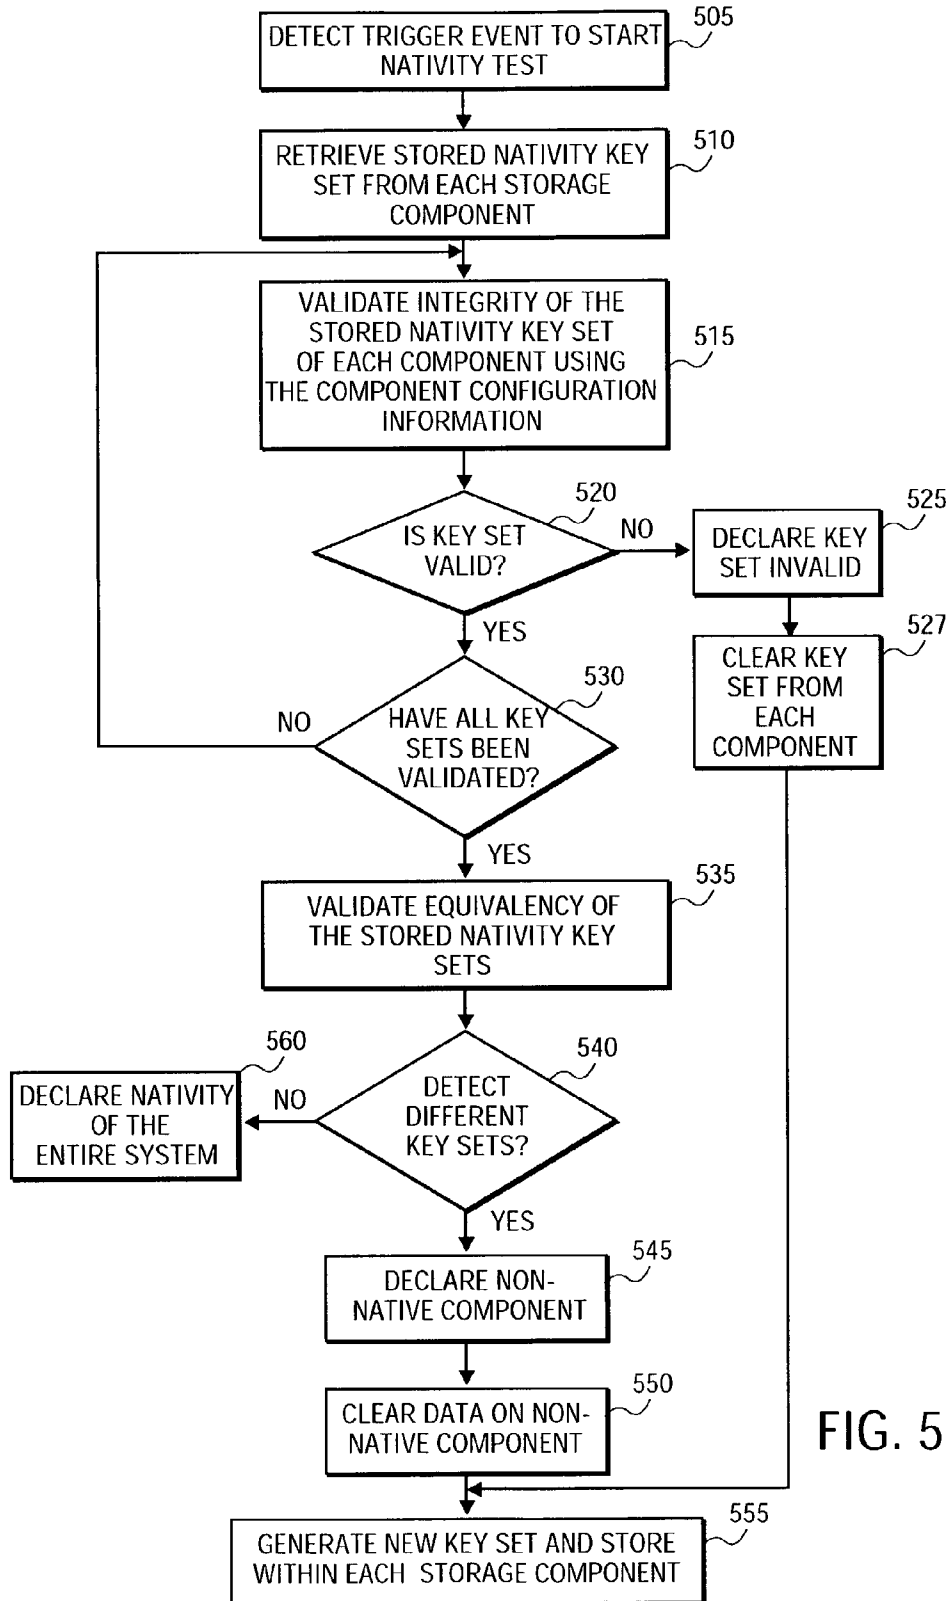 505
DETECT TRIGGER EVENT TO START
NATIVITY TEST
510
RETRIEVE STORED NATIVITY KEY
SET FROM EACH STORAGE
COMPONENT
VALIDATE INTEGRITY OF THE
STORED NATIVITY KEY SET
OF EACH COMPONENT USING
THE COMPONENT CONFIGURATION
INFORMATION
515
520
IS KEY SET
VALID?
NO
525
DECLARE KEY
SET INVALID
YES
527
CLEAR KEY
SET FROM
EACH
COMPONENT
530
HAVE ALL KEY
SETS BEEN
VALIDATED?
NO
YES
535
VALIDATE EQUIVALENCY OF
THE STORED NATIVITY KEY
SETS
540
DETECT
DIFFERENT
KEY SETS?
NO
560
DECLARE NATIVITY
OF THE
ENTIRE SYSTEM
YES
545
DECLARE NON-
NATIVE COMPONENT
550
CLEAR DATA ON NON-
NATIVE COMPONENT
FIG. 5
555
GENERATE NEW KEY SET AND STORE
WITHIN EACH STORAGE COMPONENT